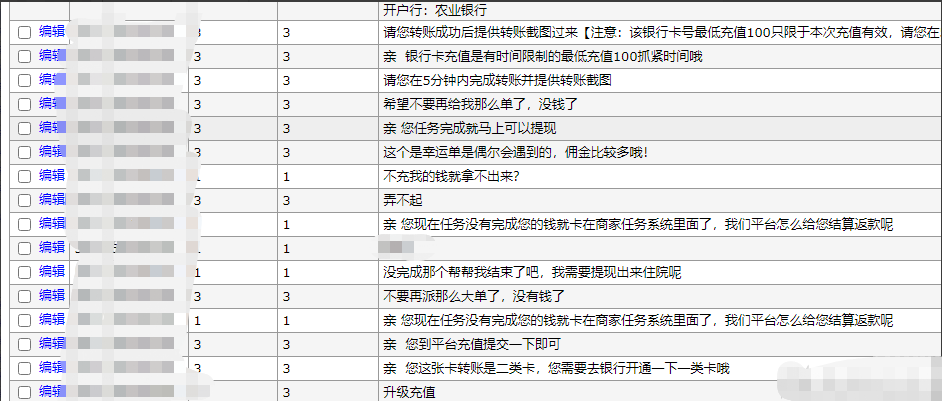 开户行：农业银行
编辑 3 3 请您转账成功后提供转账截图过来【注意：该银行卡号最低充值100只限于本次充值有效，请您在
编辑 3 3 亲 银行卡充值是有时间限制的最低充值100抓紧时间哦
编辑 3 3 请您在5分钟内完成转账并提供转账截图
编辑 3 3 希望不要再给我那么单了，没钱了
编辑 3 3 亲 您任务完成就马上可以提现
编辑 3 3 这个是幸运单是偶尔会遇到的，佣金比较多哦！
编辑 1 1 不充我的钱就拿不出来？
编辑 3 3 弄不起
编辑 1 亲 您现在任务没有完成您的钱就卡在商家任务系统里面了，我们平台怎么给您结算返款呢
编辑 1 1
编辑 1 1 没完成那个帮帮我结束了吧，我需要提现出来住院呢
编辑 3 3 不要再派那么大单了，没有钱了
编辑 1 1 亲 您现在任务没有完成您的钱就卡在商家任务系统里面了，我们平台怎么给您结算返款呢
编辑 3 3 亲 您到平台充值提交一下即可
编辑 3 3 亲 您这张卡转账是二类卡，您需要去银行开通一下一类卡哦
编辑 3 升级充值